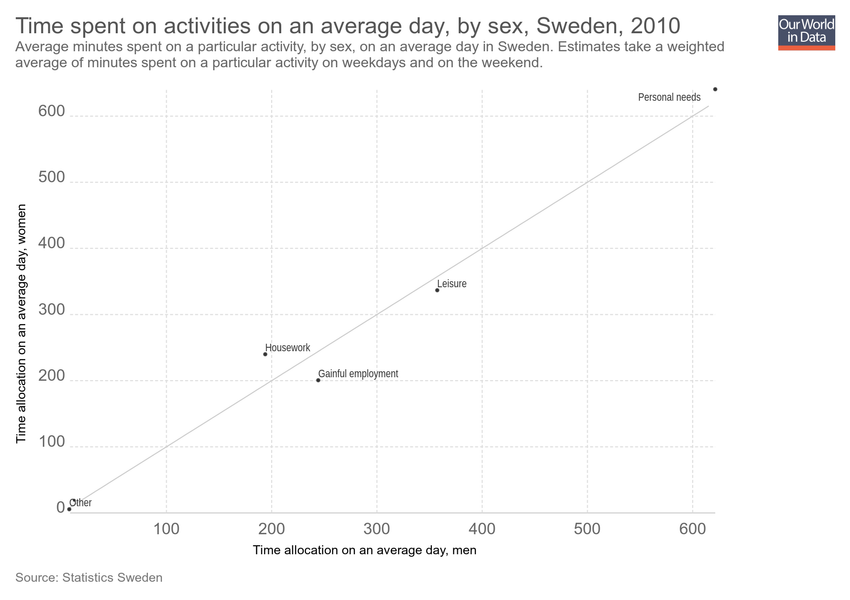 Time spent on activities on an average day, by sex, Sweden, 2010
Our World
in Data
Average minutes spent on a particular activity, by sex, on an average day in Sweden. Estimates take a weighted
average of minutes spent on a particular activity on weekdays and on the weekend.
Time allocation on an average day, women
600
500
400
300
200
100
0
Personal needs
Leisure
Housework
Gainful employment
Other
100
200
300
400
500
600
Time allocation on an average day, men
Source: Statistics Sweden